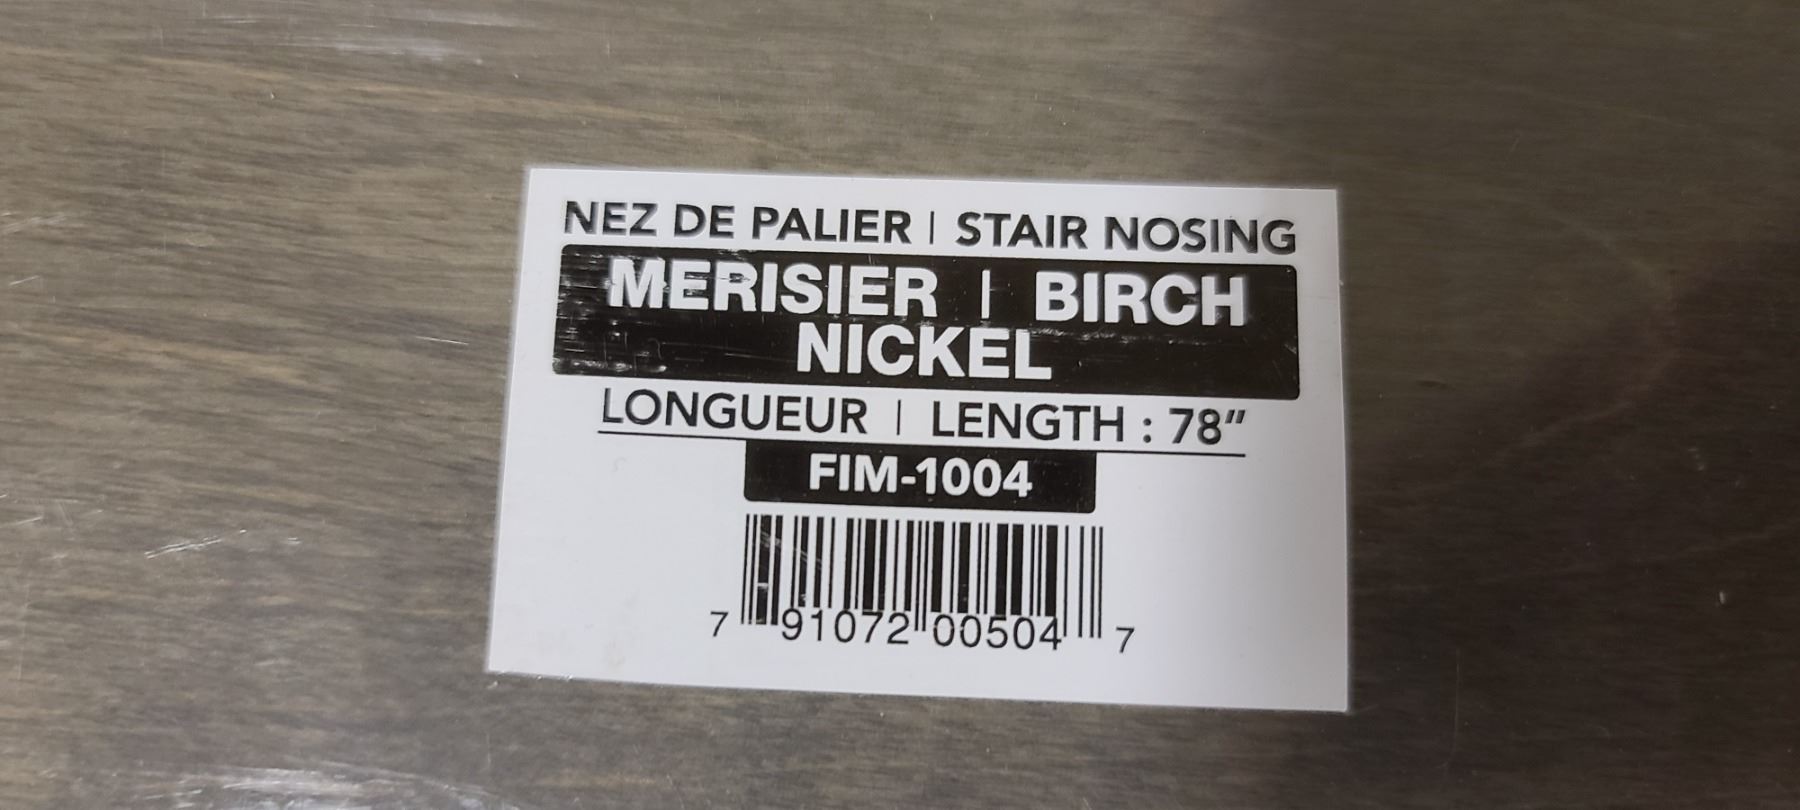 NEZ DE PALIER | STAIR NOSING
MERISIER | BIRCH
NICKEL
LONGUEUR | LENGTH : 78"
FIM-1004
7 91072 00504 7